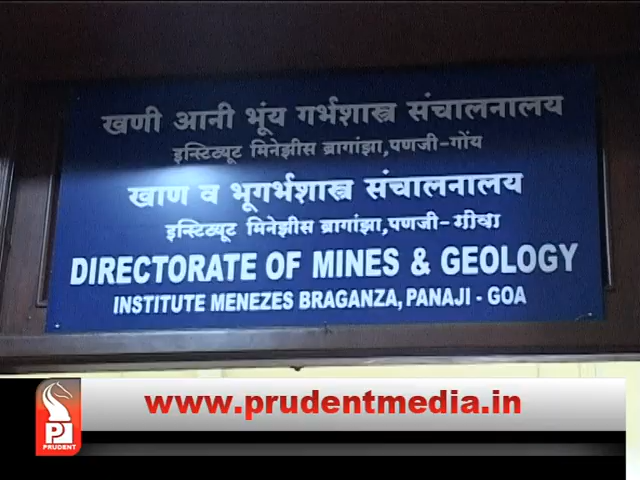 खणी आनी भूंय गर्भशास्त्र संचालनालय
इन्स्टिट्यूट मिनेझीस ब्रागांझा,पणजी-गोंय
खाण व भूगर्भशास्त्र संचालनालय
इन्स्टिट्यूट मिनेझीस ब्रागांझा,पणजी-गोवा
DIRECTORATE OF MINES & GEOLOGY
INSTITUTE MENEZES BRAGANZA, PANAJI - GOA
www.prudentmedia.in
PRUDENT